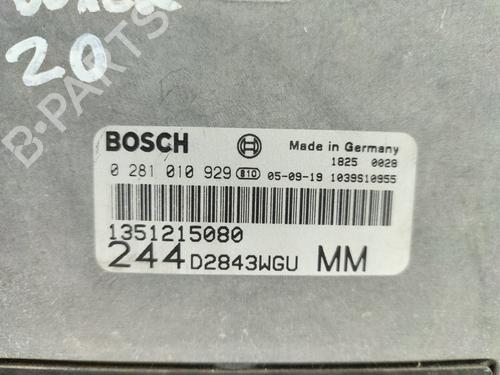 20
B-PARTS
BOSCH Made in Germany
1825 0028
0 281 010 929 B10 05-09-19 1039S10955
1351215080
244 D2843WGU MM